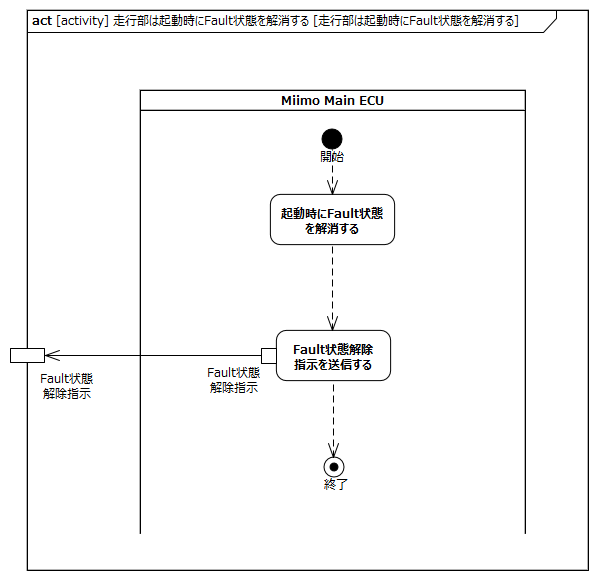 act [activity] 走行部は起動時にFault状態を解消する [走行部は起動時にFault状態を解消する]
Miimo Main ECU
開始
起動時にFault状態
を解消する
Fault状態解除
指示を送信する
Fault状態
解除指示
Fault状態
解除指示
終了